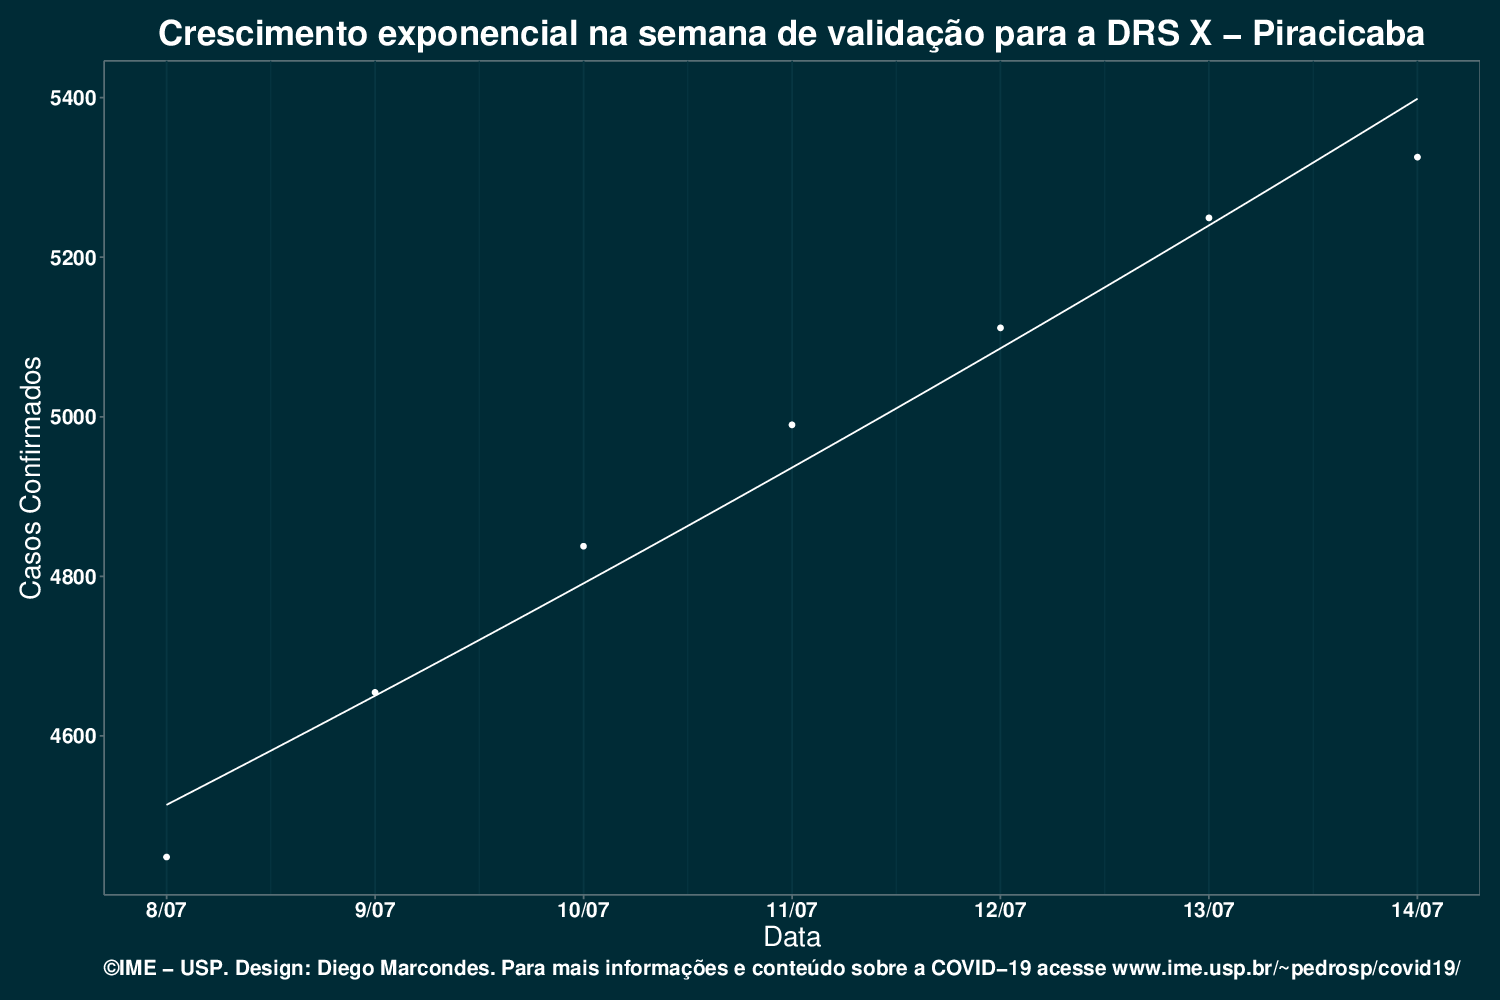 Crescimento exponencial na semana de validação para a DRS X – Piracicaba
5400
5200
5000
4800
4600
Casos Confirmados
8/07 9/07 10/07 11/07 12/07 13/07 14/07
Data
©IME – USP. Design: Diego Marcondes. Para mais informações e conteúdo sobre a COVID–19 acesse www.ime.usp.br/~pedrosp/covid19/